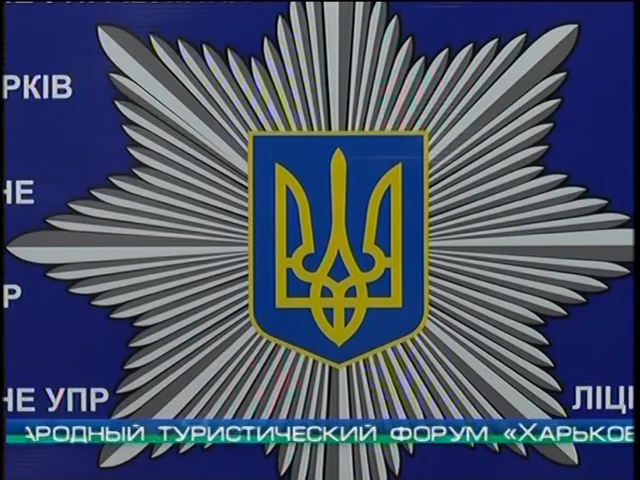 РКІВ
НЕ
Р
НЕ УПР ЛІЦІ
АРОДНЫЙ ТУРИСТИЧЕСКИЙ ФОРУМ «ХАРЬКОВ